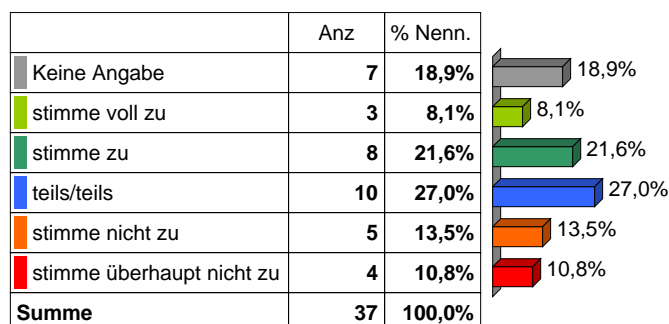 Anz % Nenn.
Keine Angabe 7 18,9% 18,9%
stimme voll zu 3 8,1% 8,1%
stimme zu 8 21,6% 21,6%
teils/teils 10 27,0% 27,0%
stimme nicht zu 5 13,5% 13,5%
stimme überhaupt nicht zu 4 10,8% 10,8%
Summe 37 100,0%